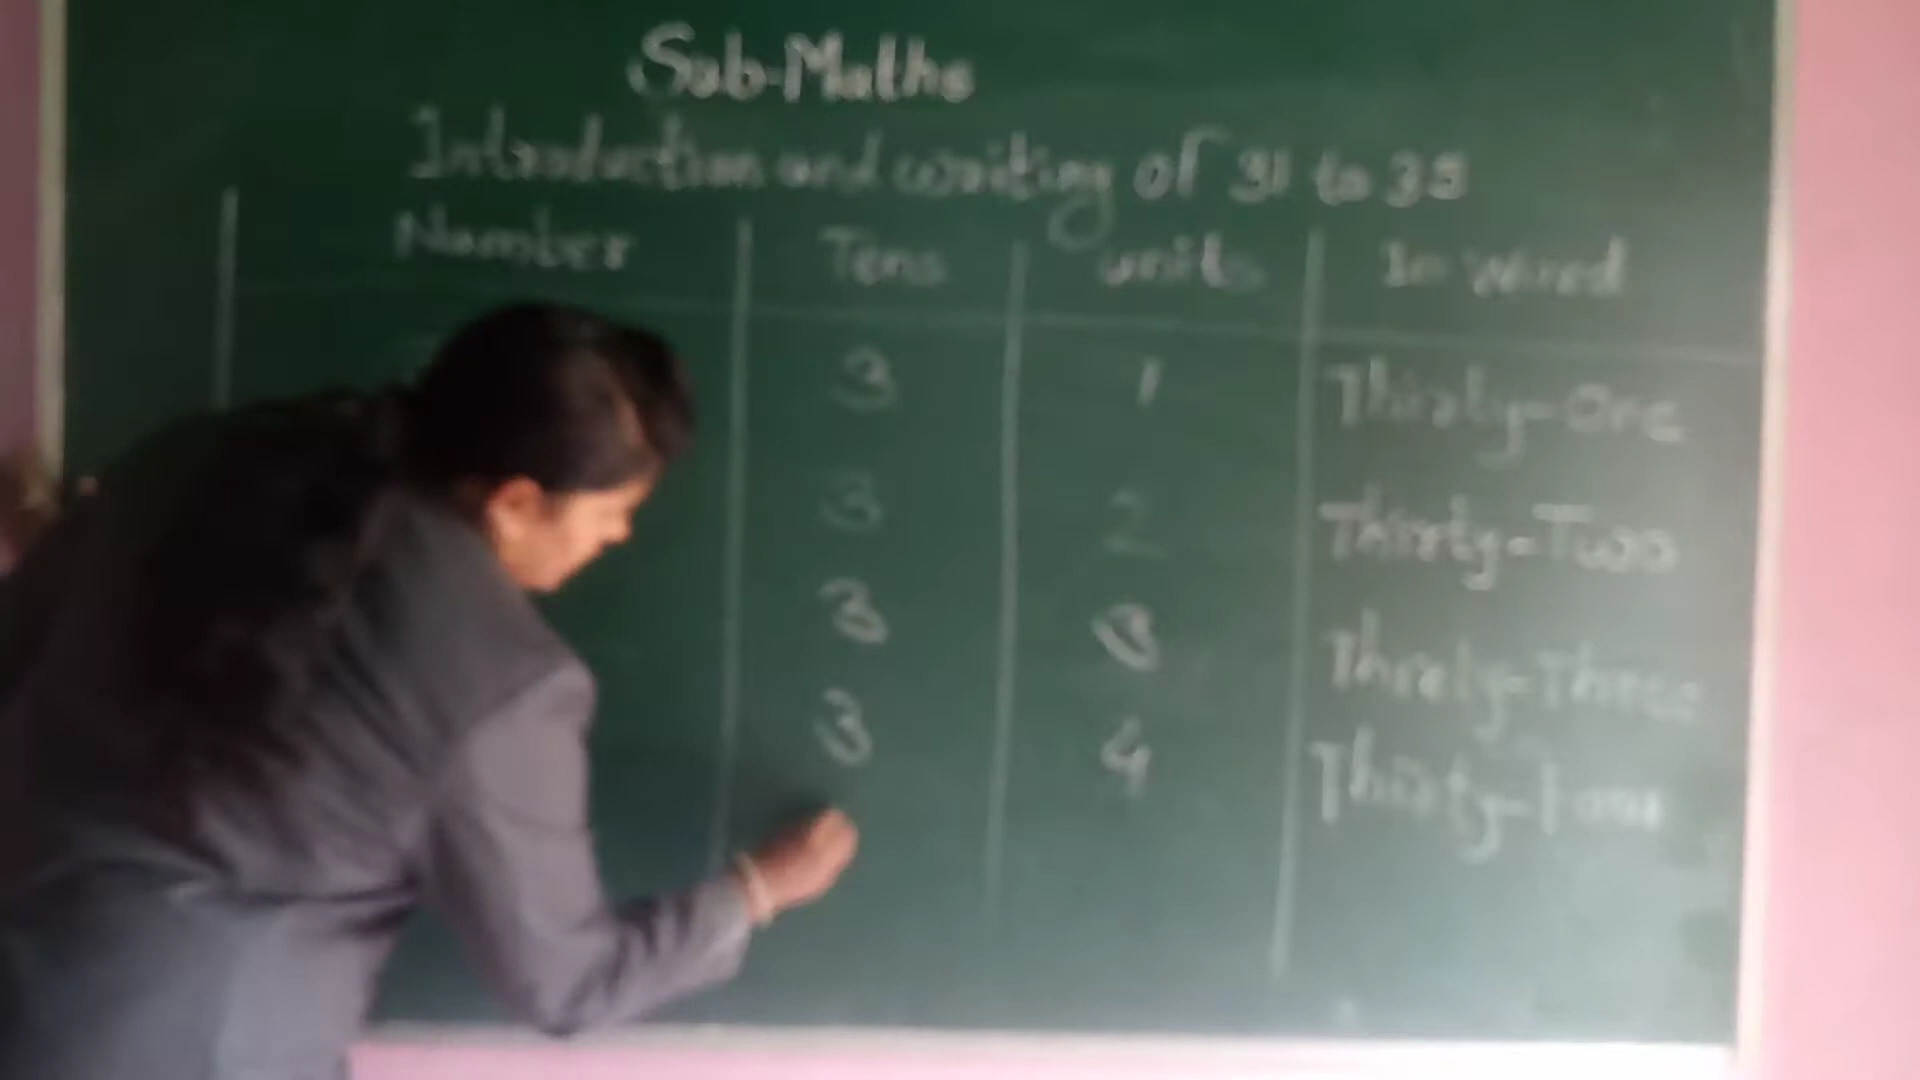 Sub-Maths
Introduction and writing of 31 to 35
Number Tens units In Word
3 1 Thirty-One
3 2 Thirty-Two
3 3 Thirty-Three
3 4 Thirty-Four